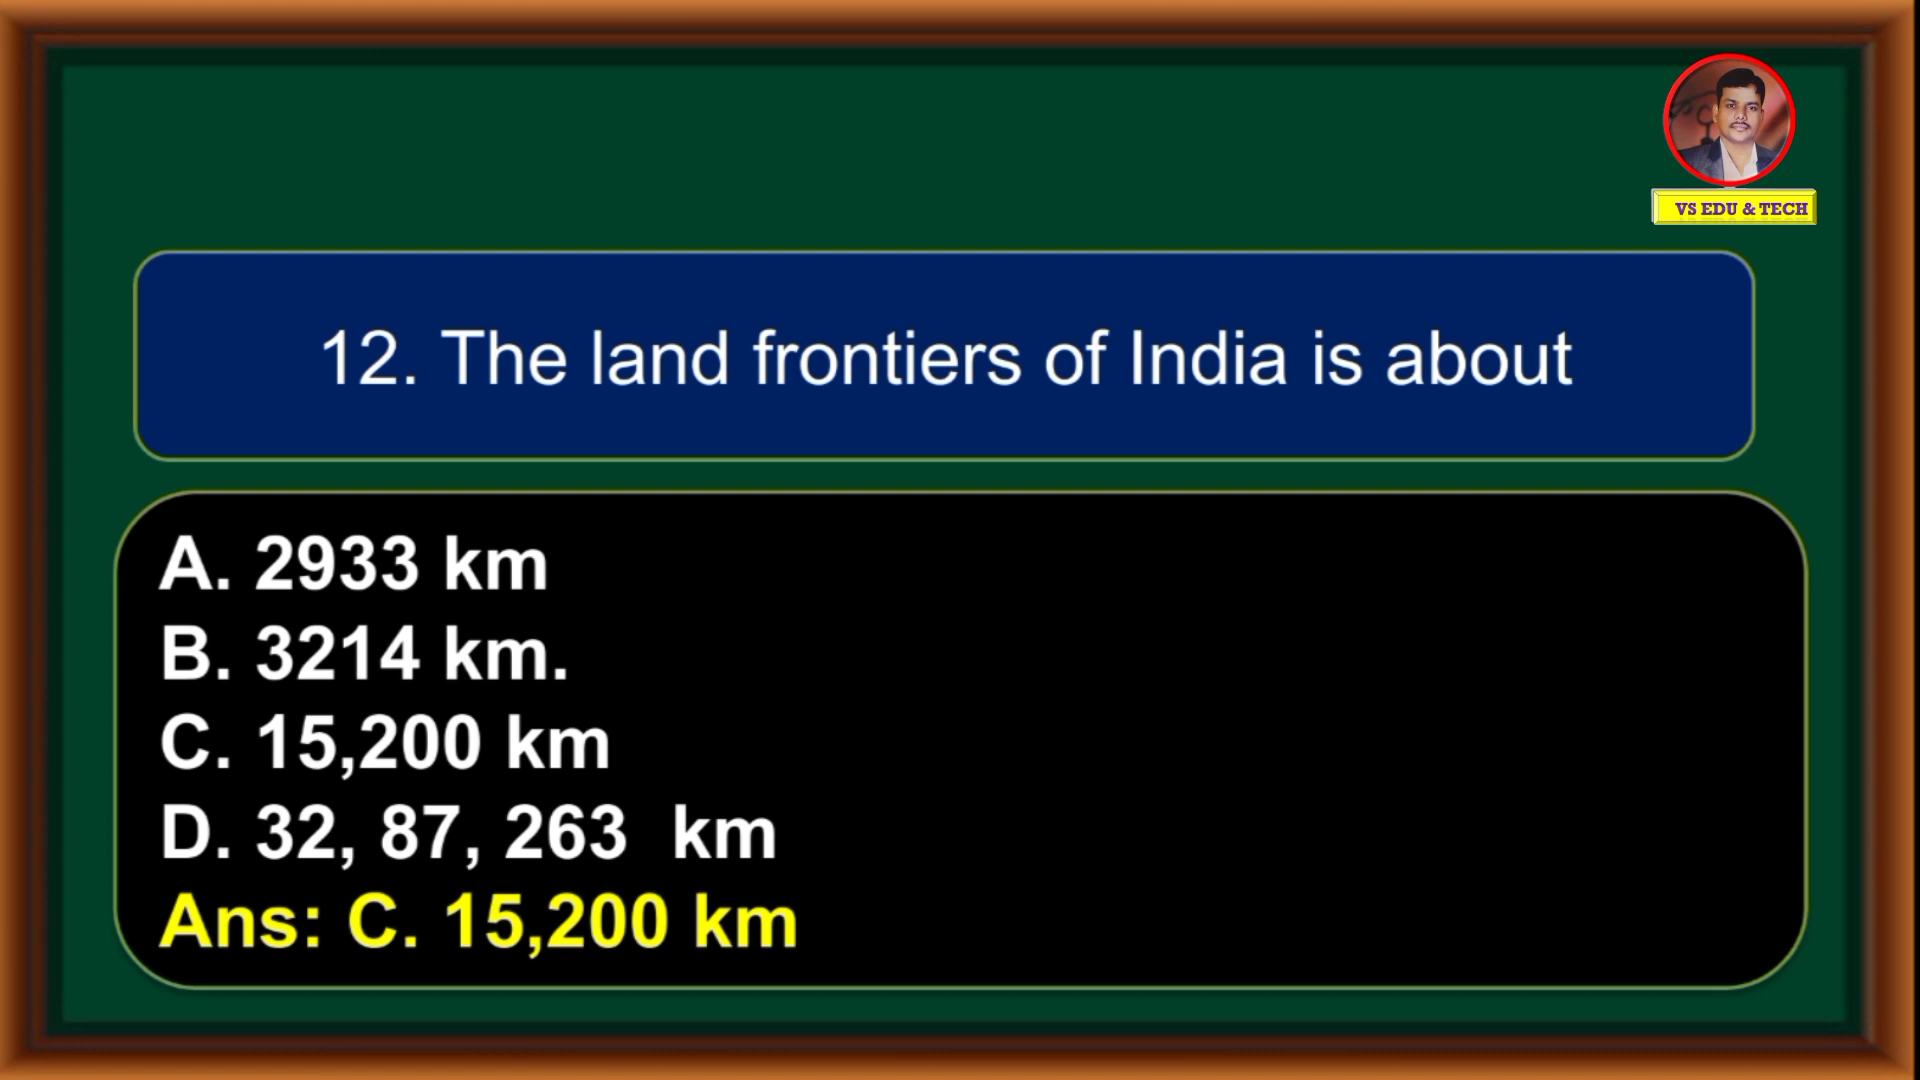 VS EDU & TECH
12. The land frontiers of India is about
A. 2933 km
B. 3214 km.
C. 15,200 km
D. 32, 87, 263 km
Ans: C. 15,200 km